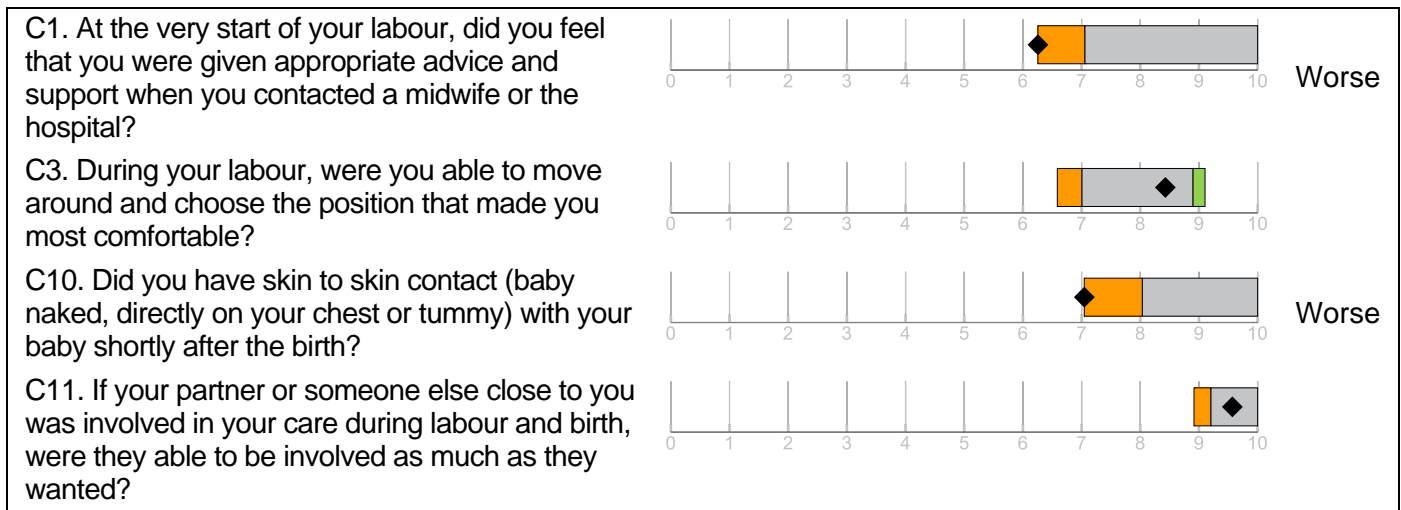 C1. At the very start of your labour, did you feel
that you were given appropriate advice and
support when you contacted a midwife or the
hospital?
0 1 2 3 4 5 6 7 8 9 10
Worse
C3. During your labour, were you able to move
around and choose the position that made you
most comfortable?
0 1 2 3 4 5 6 7 8 9 10
C10. Did you have skin to skin contact (baby
naked, directly on your chest or tummy) with your
baby shortly after the birth?
0 1 2 3 4 5 6 7 8 9 10
Worse
C11. If your partner or someone else close to you
was involved in your care during labour and birth,
were they able to be involved as much as they
wanted?
0 1 2 3 4 5 6 7 8 9 10